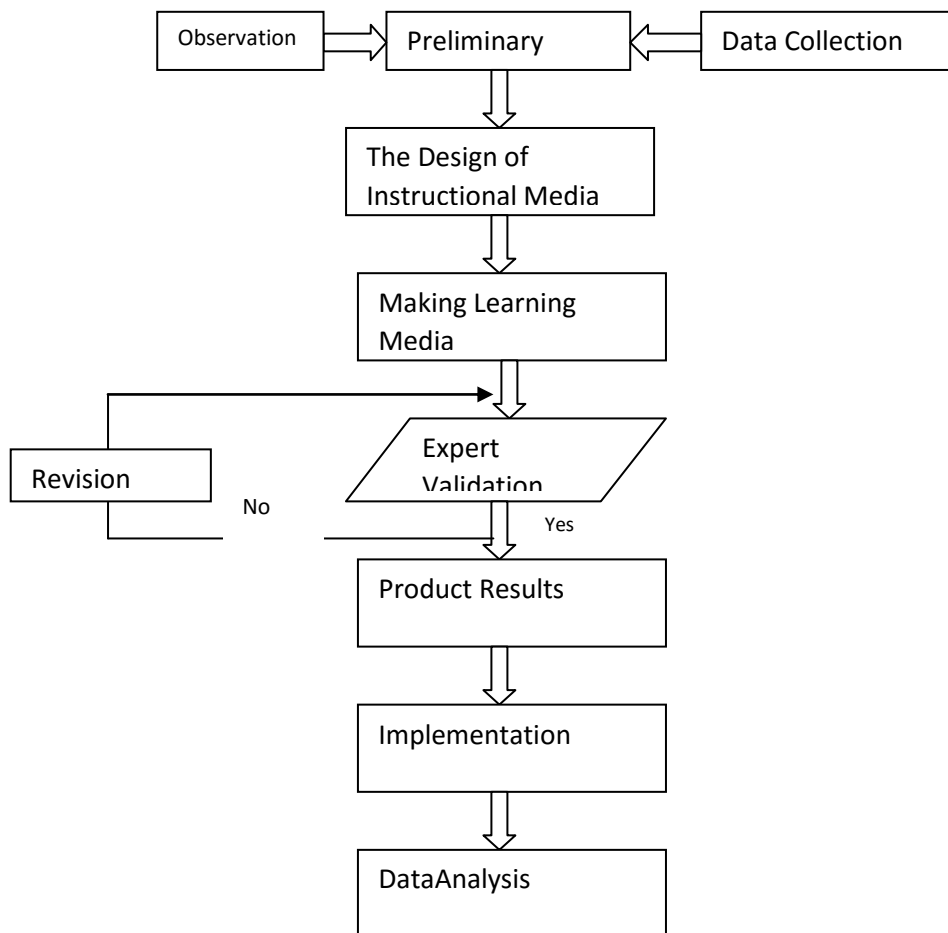 Observation
Preliminary
Data Collection
The Design of
Instructional Media
Making Learning
Media
Expert
Validation
Revision
No
Yes
Product Results
Implementation
DataAnalysis